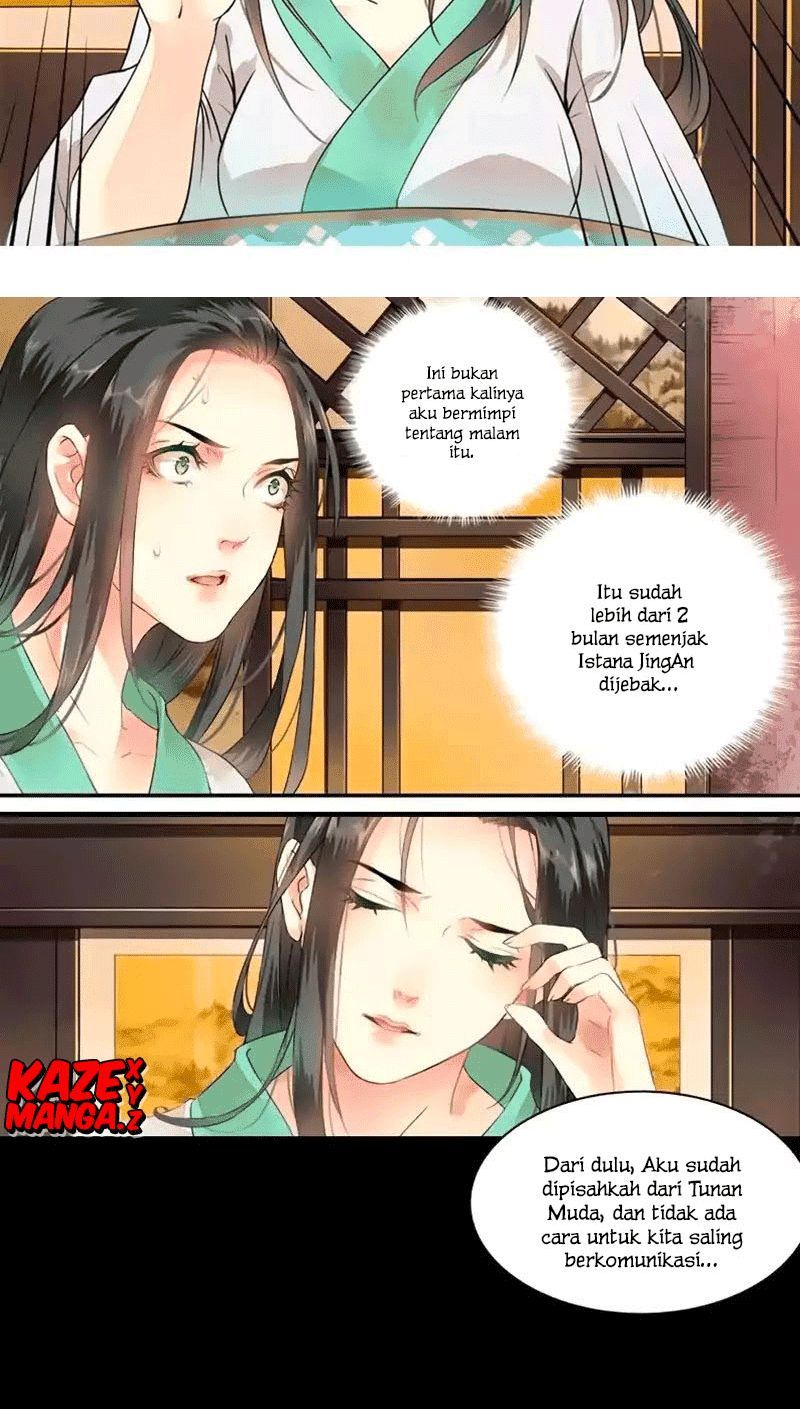 Ini bukan
pertama kalinya
aku bermimpi
tentang malam
itu.
Itu sudah
lebih dari 2
bulan semenjak
Istana JingAn
dijebak...
KAZE
MANGA.XYZ
Dari dulu, Aku sudah
dipisahkah dari Tunan
Muda, dan tidak ada
cara untuk kita saling
berkomunikasi...